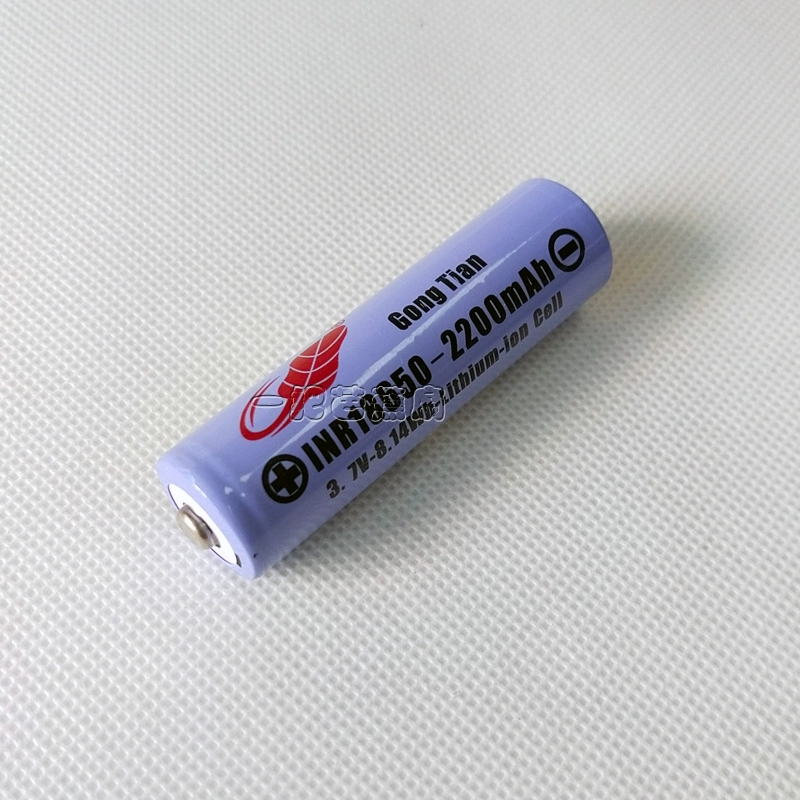 Gong Tian
INR18650-2200mAh
3.7V-8.14Wh-Lithium-ion Cell